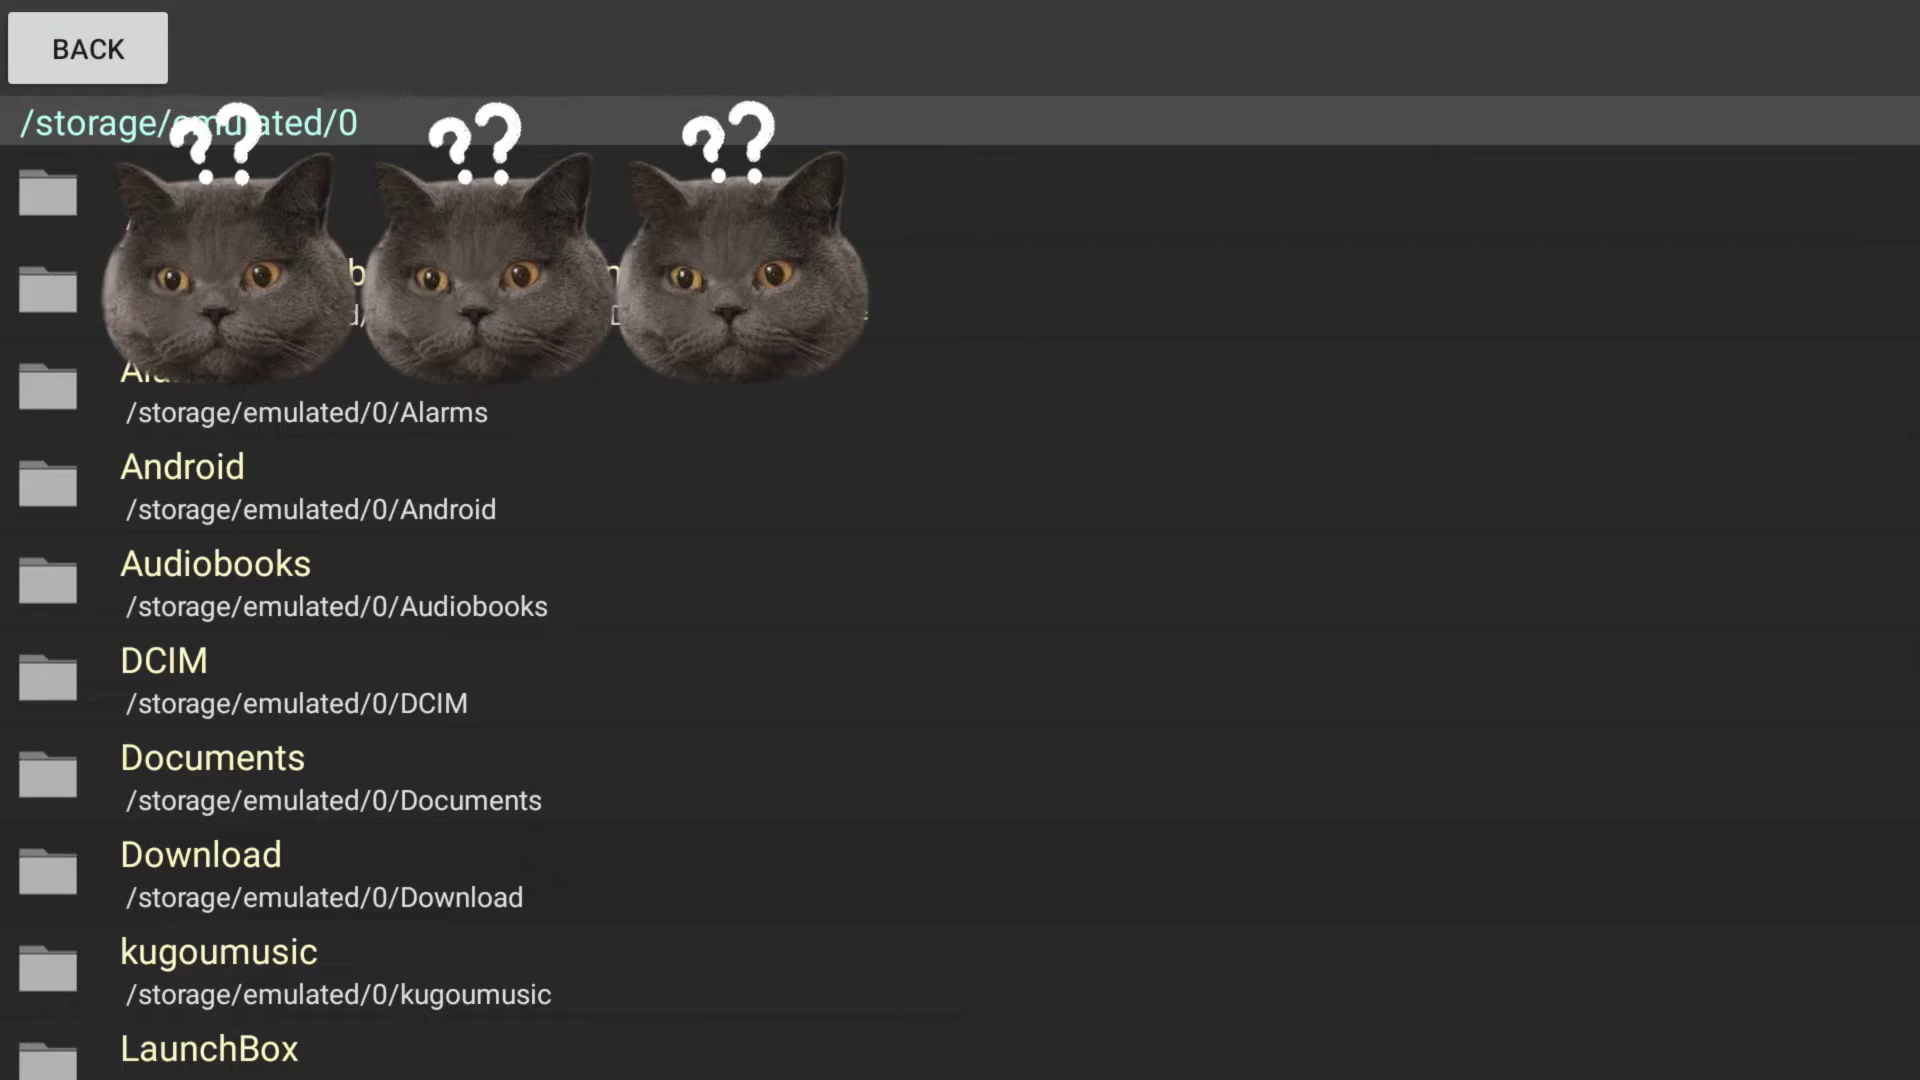 BACK
/storage/emulated/0
?? ?? ??
/storage/emulated/0/Alarms
Android
/storage/emulated/0/Android
Audiobooks
/storage/emulated/0/Audiobooks
DCIM
/storage/emulated/0/DCIM
Documents
/storage/emulated/0/Documents
Download
/storage/emulated/0/Download
kugoumusic
/storage/emulated/0/kugoumusic
LaunchBox